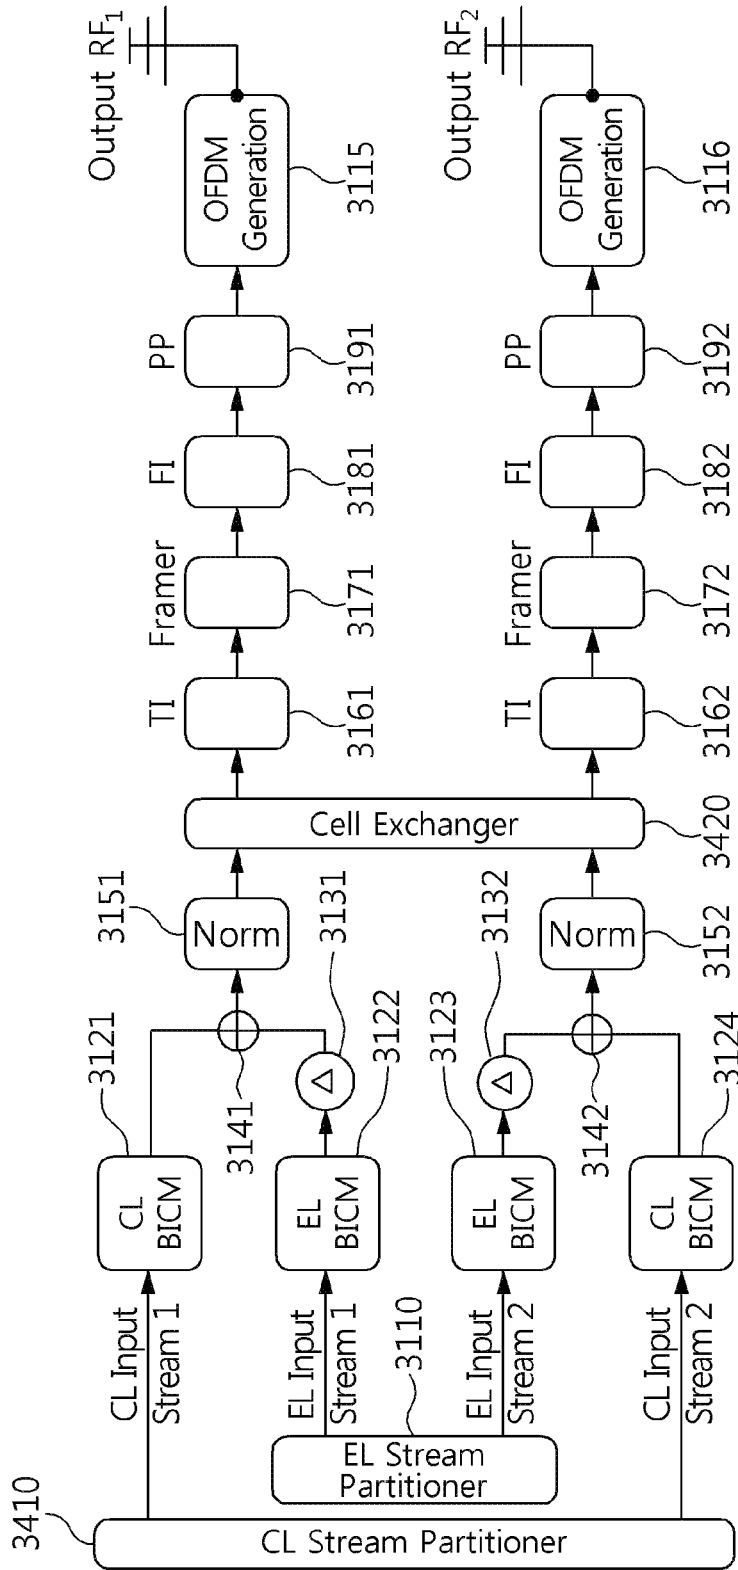 3410
CL Stream Partitioner
EL Stream
Partitioner
3110
CL Input
Stream 1
EL Input
Stream 1
EL Input
Stream 2
CL Input
Stream 2
CL
BICM
3121
EL
BICM
3122
EL
BICM
3123
CL
BICM
3124
3141
Δ
3131
Δ
3132
3142
Norm
3151
Norm
3152
Cell Exchanger
3420
TI
3161
Framer
3171
FI
3181
PP
3191
OFDM
Generation
3115
Output RF1
TI
3162
Framer
3172
FI
3182
PP
3192
OFDM
Generation
3116
Output RF2